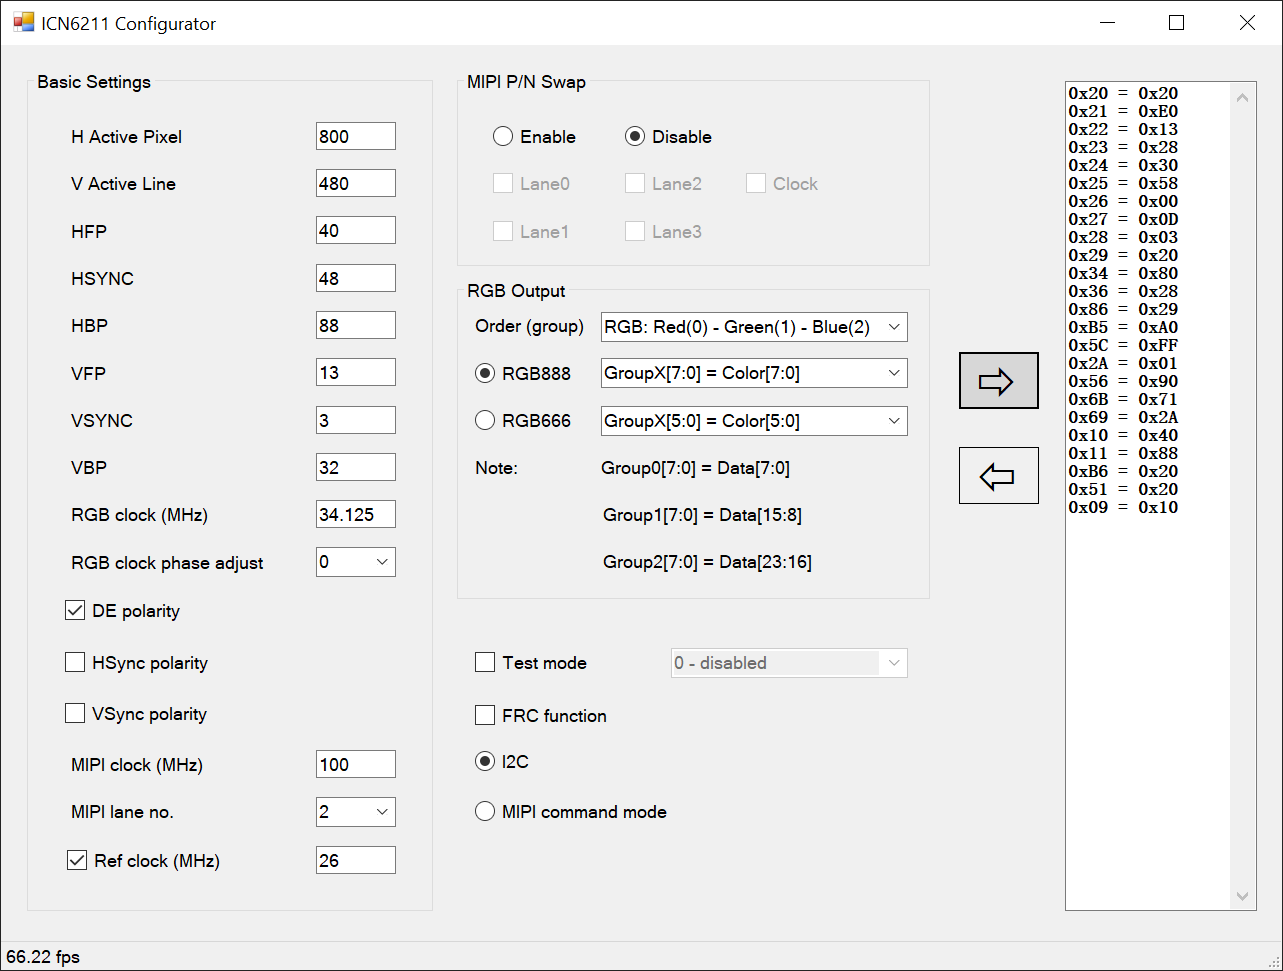 ICN6211 Configurator
Basic Settings
H Active Pixel 800
V Active Line 480
HFP 40
HSYNC 48
HBP 88
VFP 13
VSYNC 3
VBP 32
RGB clock (MHz) 34.125
RGB clock phase adjust 0
DE polarity
HSync polarity
VSync polarity
MIPI clock (MHz) 100
MIPI lane no. 2
Ref clock (MHz) 26
MIPI P/N Swap
Enable Disable
Lane0 Lane2 Clock
Lane1 Lane3
RGB Output
Order (group) RGB: Red(0) - Green(1) - Blue(2)
RGB888 GroupX[7:0] = Color[7:0]
RGB666 GroupX[5:0] = Color[5:0]
Note: Group0[7:0] = Data[7:0]
Group1[7:0] = Data[15:8]
Group2[7:0] = Data[23:16]
Test mode 0 - disabled
FRC function
I2C
MIPI command mode
0x20 = 0x20
0x21 = 0xE0
0x22 = 0x13
0x23 = 0x28
0x24 = 0x30
0x25 = 0x58
0x26 = 0x00
0x27 = 0x0D
0x28 = 0x03
0x29 = 0x20
0x34 = 0x80
0x36 = 0x28
0x86 = 0x29
0xB5 = 0xA0
0x5C = 0xFF
0x2A = 0x01
0x56 = 0x90
0x6B = 0x71
0x69 = 0x2A
0x10 = 0x40
0x11 = 0x88
0xB6 = 0x20
0x51 = 0x20
0x09 = 0x10
66.22 fps